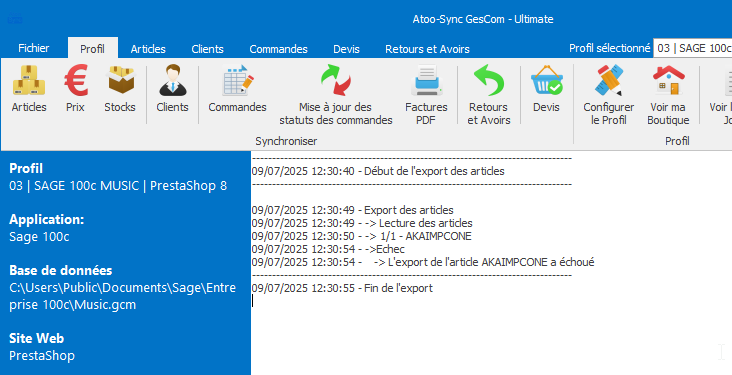 Atoo-Sync GesCom - Ultimate
Fichier Profil Articles Clients Commandes Devis Retours et Avoirs Profil sélectionné 03 | SAGE 100c
Articles Prix Stocks Clients Commandes Mise à jour des statuts des commandes Factures PDF Retours et Avoirs Devis Configurer le Profil Voir ma Boutique Voir l
Synchroniser Profil
Profil
03 | SAGE 100c MUSIC | PrestaShop 8
Application:
Sage 100c
Base de données
C:\Users\Public\Documents\Sage\Entre
prise 100c\Music.gcm
Site Web
PrestaShop
09/07/2025 12:30:40 - Début de l'export des articles
09/07/2025 12:30:49 - Export des articles
09/07/2025 12:30:49 - -> Lecture des articles
09/07/2025 12:30:50 - -> 1/1 - AKAIMPCONE
09/07/2025 12:30:54 - ->Echec
09/07/2025 12:30:54 - -> L'export de l'article AKAIMPCONE a échoué
09/07/2025 12:30:55 - Fin de l'export